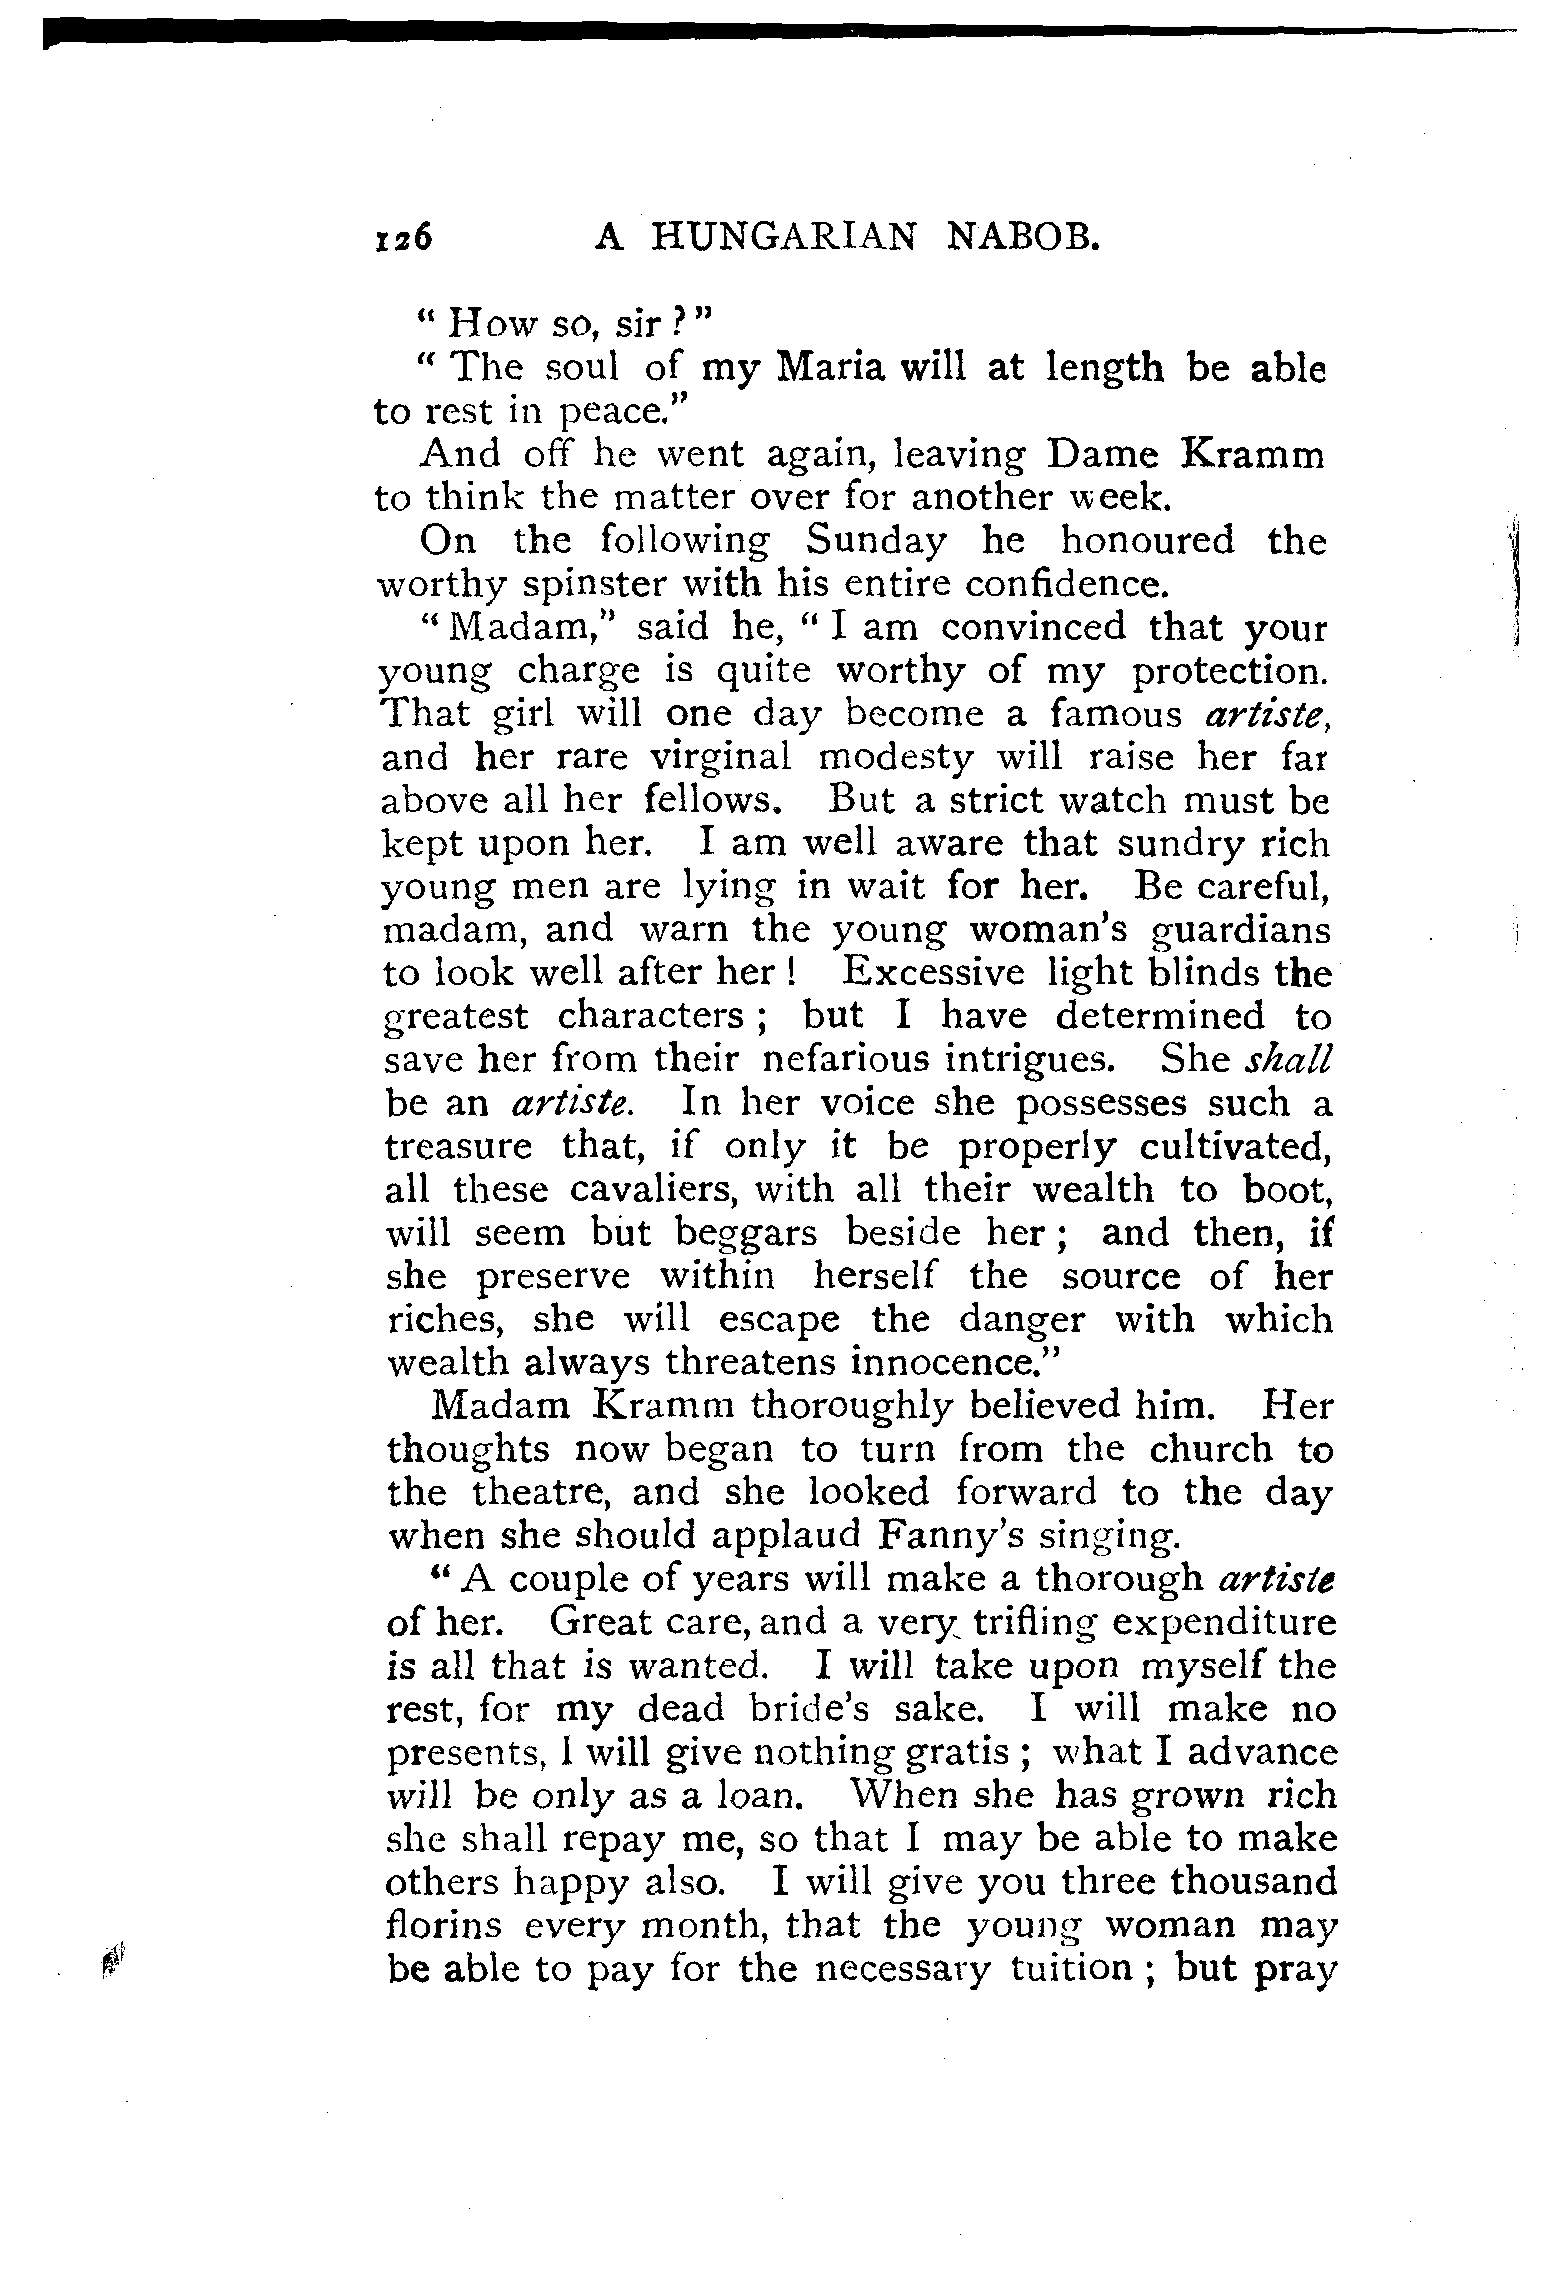 126 A HUNGARIAN NABOB.
" How so, sir ? "
" The soul of my Maria will at length be able
to rest in peace."
And off he went again, leaving Dame Kramm
to think the matter over for another week.
On the following Sunday he honoured the
worthy spinster with his entire confidence.
" Madam," said he, " I am convinced that your
young charge is quite worthy of my protection.
That girl will one day become a famous artiste,
and her rare virginal modesty will raise her far
above all her fellows. But a strict watch must be
kept upon her. I am well aware that sundry rich
young men are lying in wait for her. Be careful,
madam, and warn the young woman's guardians
to look well after her ! Excessive light blinds the
greatest characters ; but I have determined to
save her from their nefarious intrigues. She shall
be an artiste. In her voice she possesses such a
treasure that, if only it be properly cultivated,
all these cavaliers, with all their wealth to boot,
will seem but beggars beside her ; and then, if
she preserve within herself the source of her
riches, she will escape the danger with which
wealth always threatens innocence."
Madam Kramm thoroughly believed him. Her
thoughts now began to turn from the church to
the theatre, and she looked forward to the day
when she should applaud Fanny's singing.
" A couple of years will make a thorough artiste
of her. Great care, and a very trifling expenditure
is all that is wanted. I will take upon myself the
rest, for my dead bride's sake. I will make no
presents, I will give nothing gratis ; what I advance
will be only as a loan. When she has grown rich
she shall repay me, so that I may be able to make
others happy also. I will give you three thousand
florins every month, that the young woman may
be able to pay for the necessary tuition ; but pray